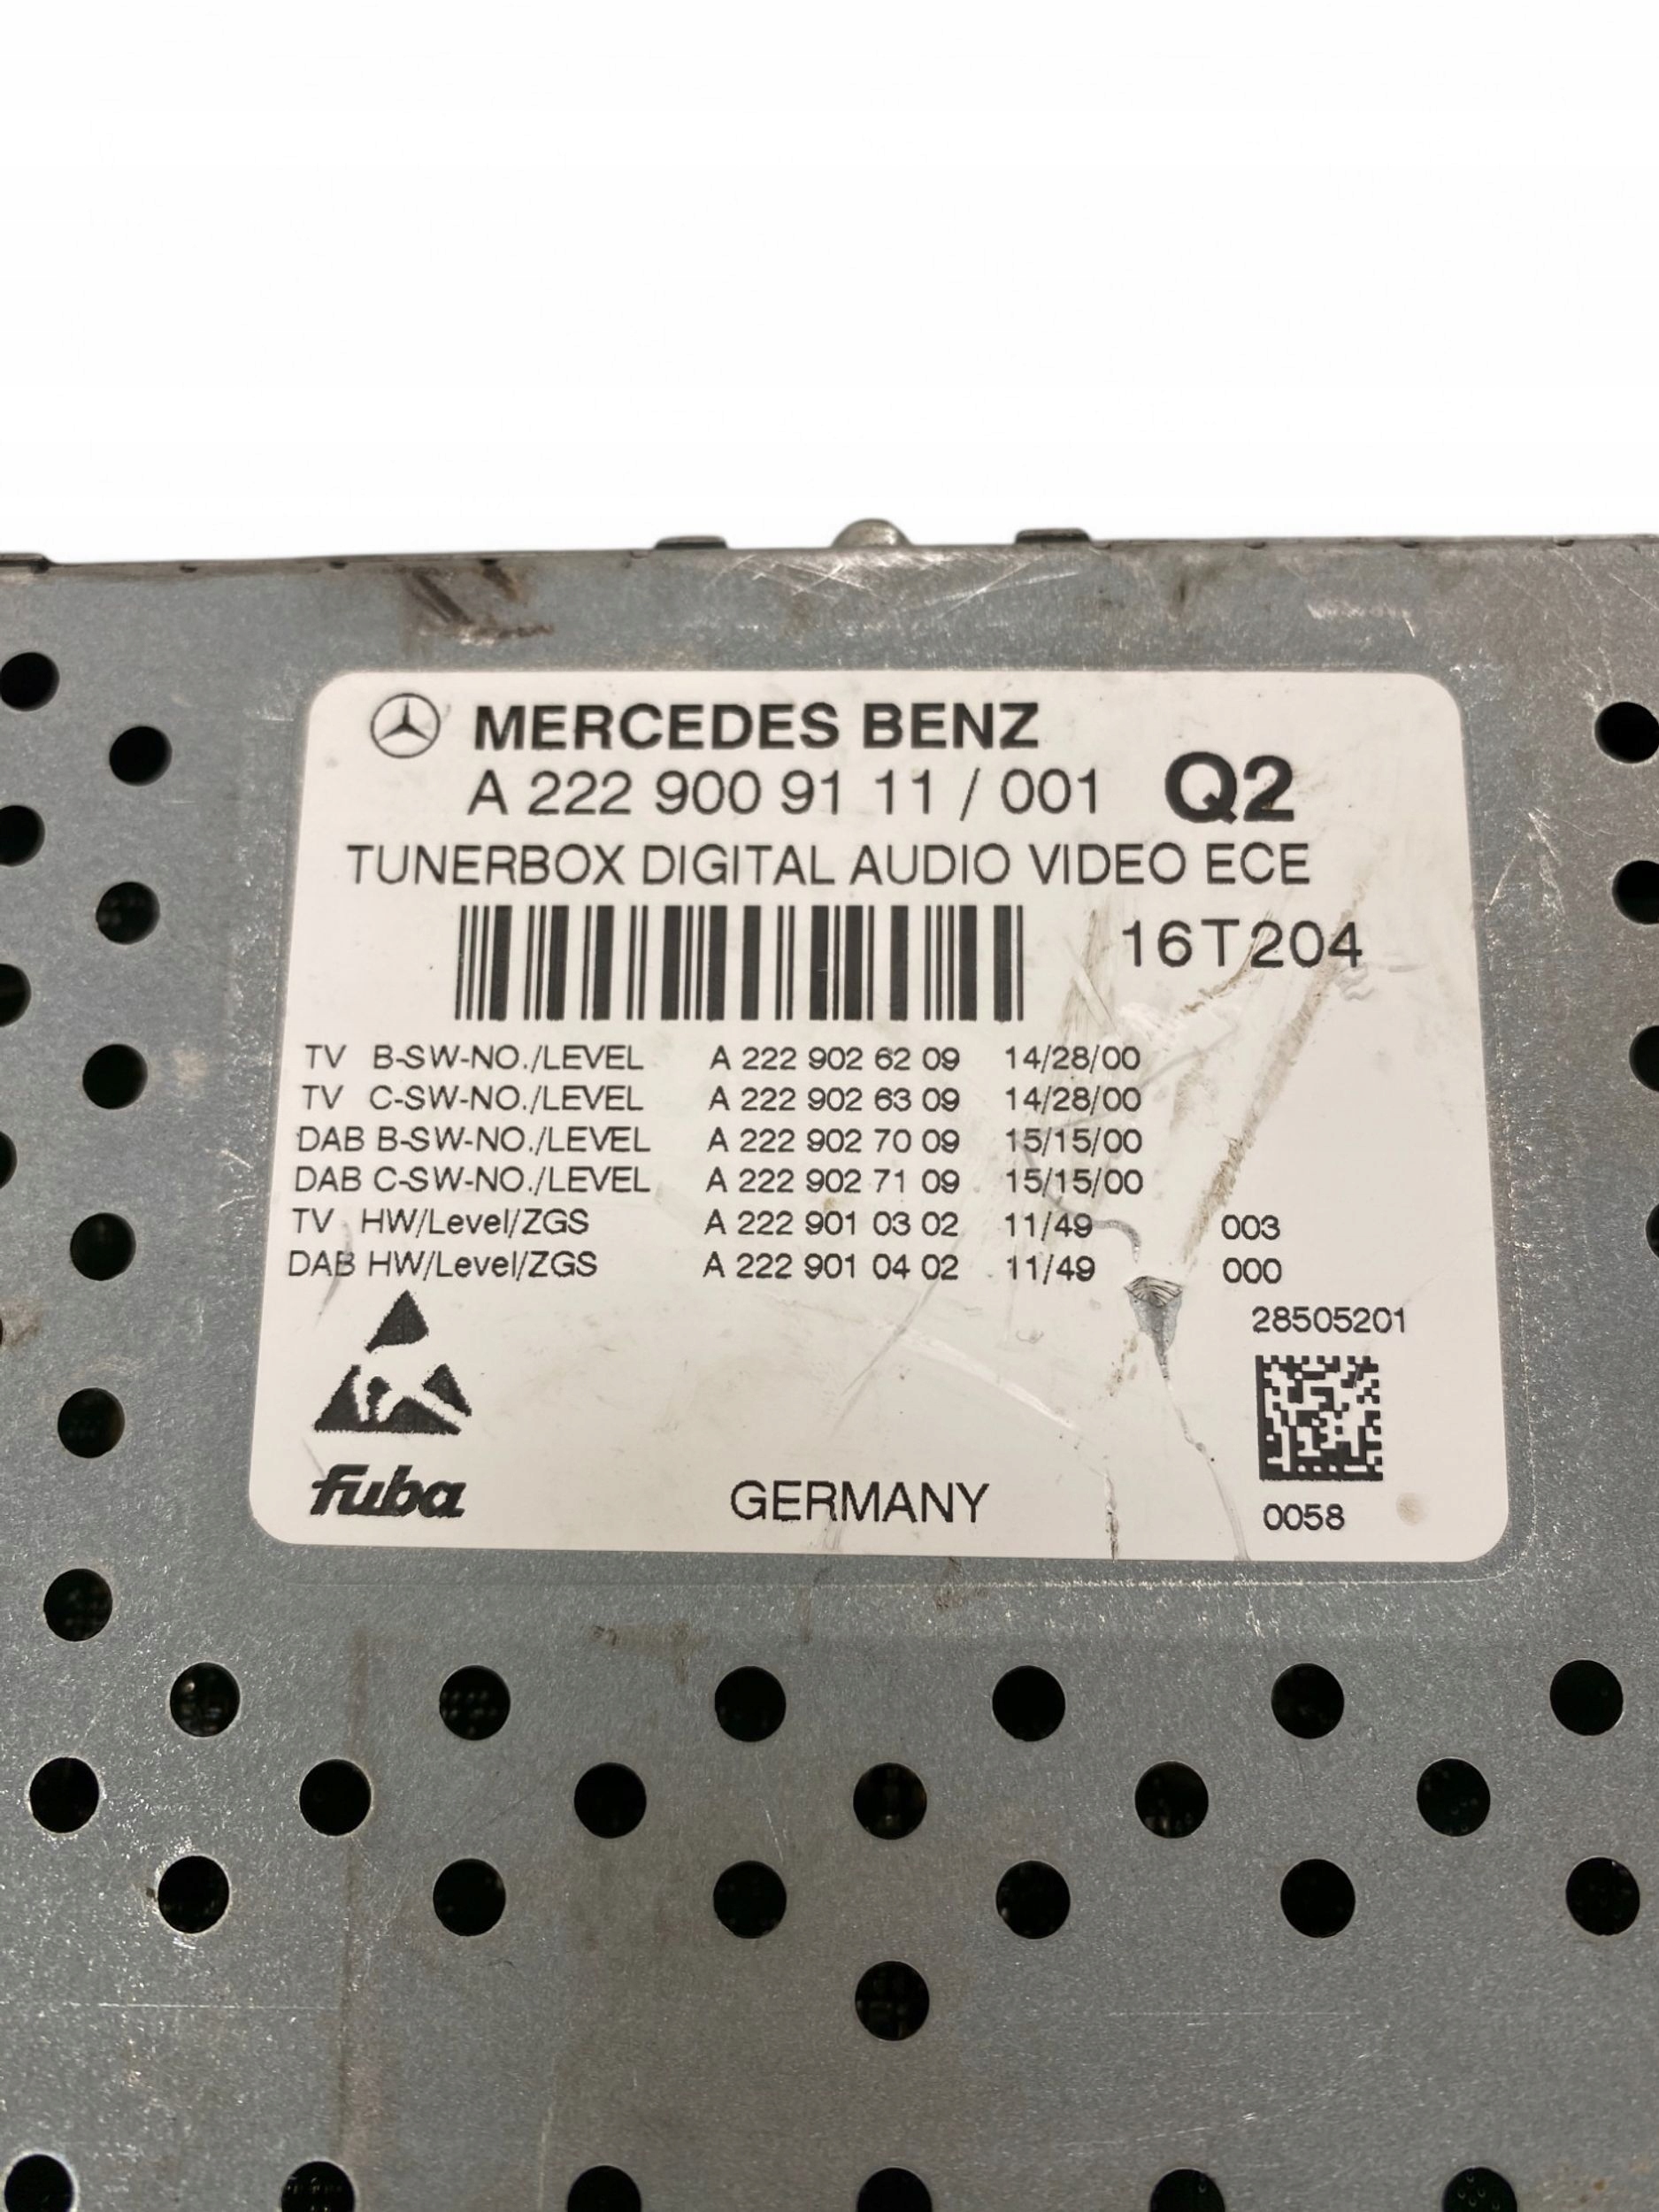 MERCEDES BENZ
A 222 900 91 11 / 001 Q2
TUNERBOX DIGITAL AUDIO VIDEO ECE
16T204
TV B-SW-NO./LEVEL A 222 902 62 09 14/28/00
TV C-SW-NO./LEVEL A 222 902 63 09 14/28/00
DAB B-SW-NO./LEVEL A 222 902 70 09 15/15/00
DAB C-SW-NO./LEVEL A 222 902 71 09 15/15/00
TV HW/Level/ZGS A 222 901 03 02 11/49 003
DAB HW/Level/ZGS A 222 901 04 02 11/49 000
28505201
fuba GERMANY 0058